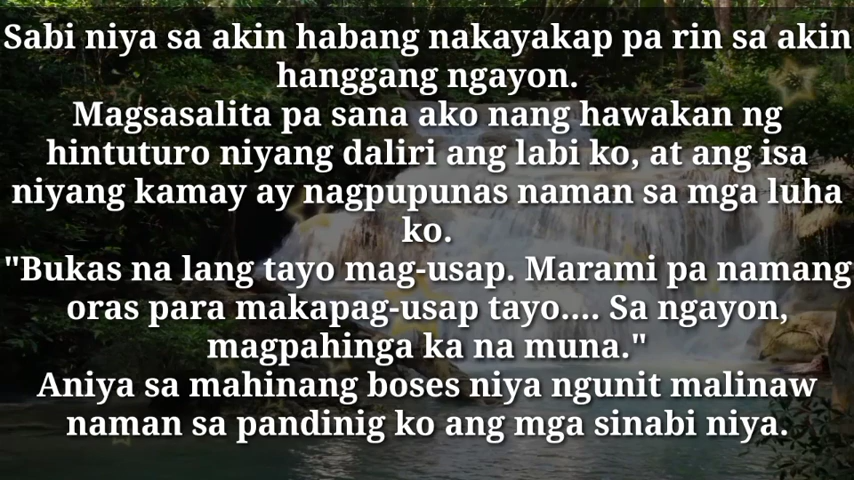 Sabi niya sa akin habang nakayakap pa rin sa akin
hanggang ngayon.
Magsasalita pa sana ako nang hawakan ng
hintuturo niyang daliri ang labi ko, at ang isa
niyang kamay ay nagpupunas naman sa mga luha
ko.
"Bukas na lang tayo mag-usap. Marami pa namang
oras para makapag-usap tayo.... Sa ngayon,
magpahinga ka na muna."
Aniya sa mahinang boses niya ngunit malinaw
naman sa pandinig ko ang mga sinabi niya.